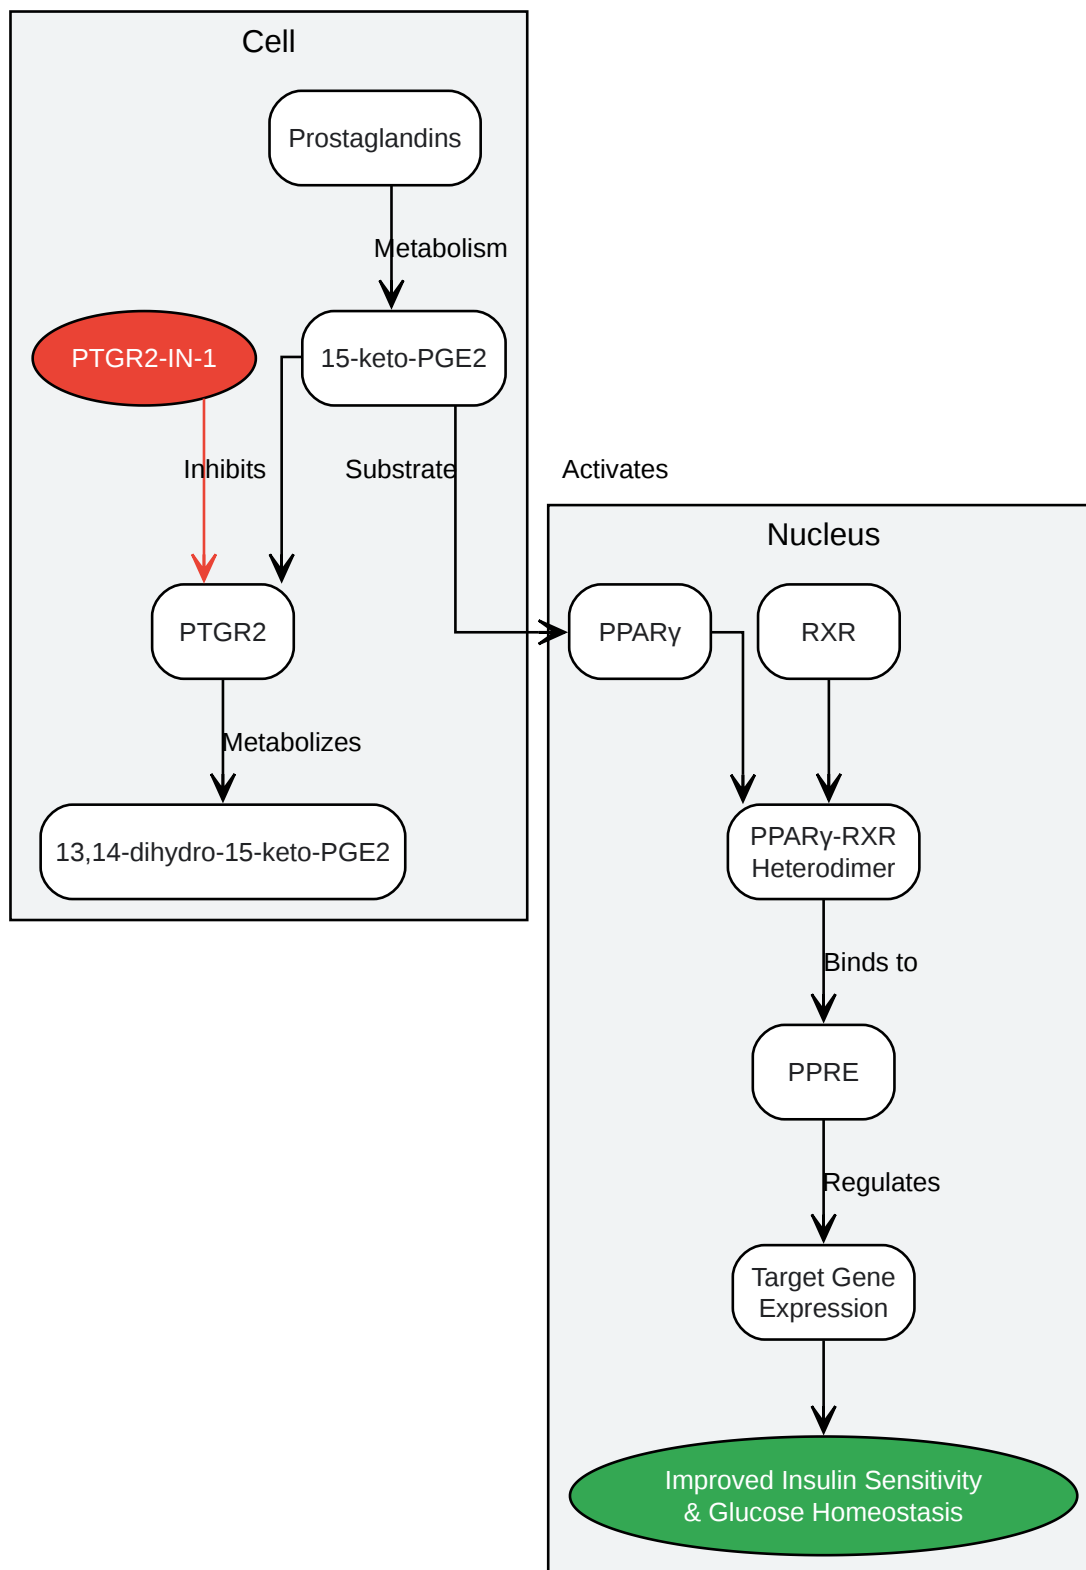 Cell
Prostaglandins
Metabolism
PTGR2-IN-1
15-keto-PGE2
Inhibits
Substrate
Activates
Nucleus
PTGR2
PPARγ
RXR
Metabolizes
13,14-dihydro-15-keto-PGE2
PPARγ-RXR
Heterodimer
Binds to
PPRE
Regulates
Target Gene
Expression
Improved Insulin Sensitivity
& Glucose Homeostasis